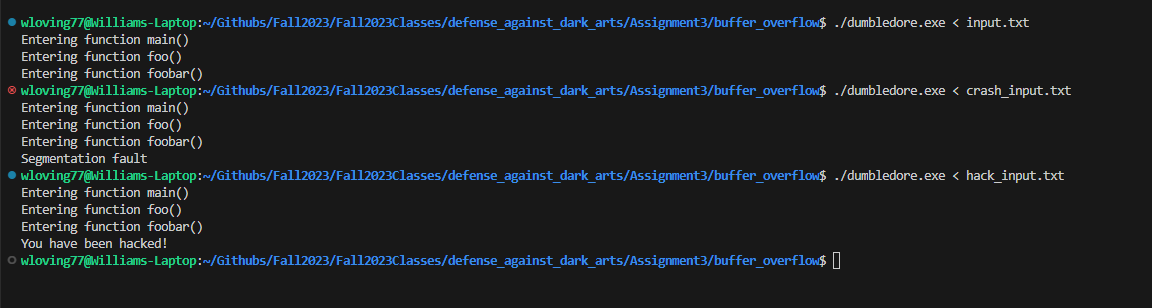 wloving77@Williams-Laptop:~/Githubs/Fall2023/Fall2023Classes/defense_against_dark_arts/Assignment3/buffer_overflow$ ./dumbledore.exe < input.txt
Entering function main()
Entering function foo()
Entering function foobar()
wloving77@Williams-Laptop:~/Githubs/Fall2023/Fall2023Classes/defense_against_dark_arts/Assignment3/buffer_overflow$ ./dumbledore.exe < crash_input.txt
Entering function main()
Entering function foo()
Entering function foobar()
Segmentation fault
wloving77@Williams-Laptop:~/Githubs/Fall2023/Fall2023Classes/defense_against_dark_arts/Assignment3/buffer_overflow$ ./dumbledore.exe < hack_input.txt
Entering function main()
Entering function foo()
Entering function foobar()
You have been hacked!
wloving77@Williams-Laptop:~/Githubs/Fall2023/Fall2023Classes/defense_against_dark_arts/Assignment3/buffer_overflow$